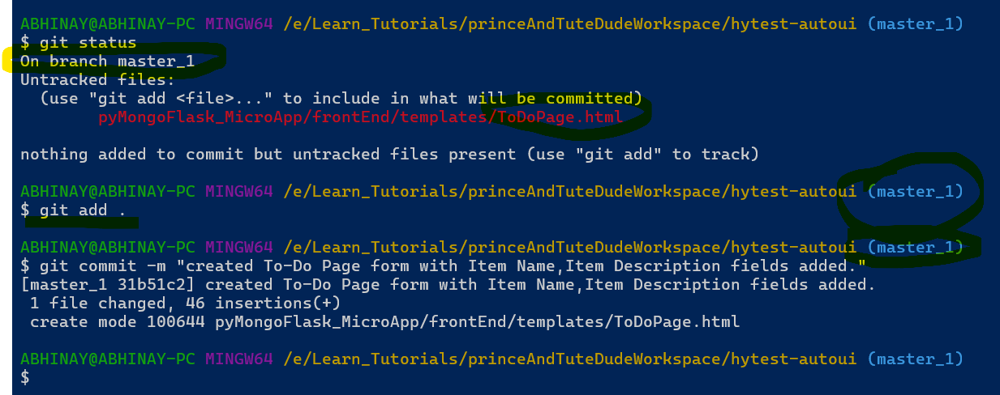 ABHINAY@ABHINAY-PC MINGW64 /e/Learn_Tutorials/princeAndTuteDudeWorkspace/hytest-autoui (master_1)
$ git status
On branch master_1
Untracked files:
  (use "git add <file>..." to include in what will be committed)
        pyMongoFlask_MicroApp/frontEnd/templates/ToDoPage.html

nothing added to commit but untracked files present (use "git add" to track)

ABHINAY@ABHINAY-PC MINGW64 /e/Learn_Tutorials/princeAndTuteDudeWorkspace/hytest-autoui (master_1)
$ git add .

ABHINAY@ABHINAY-PC MINGW64 /e/Learn_Tutorials/princeAndTuteDudeWorkspace/hytest-autoui (master_1)
$ git commit -m "created To-Do Page form with Item Name,Item Description fields added."
[master_1 31b51c2] created To-Do Page form with Item Name,Item Description fields added.
 1 file changed, 46 insertions(+)
 create mode 100644 pyMongoFlask_MicroApp/frontEnd/templates/ToDoPage.html

ABHINAY@ABHINAY-PC MINGW64 /e/Learn_Tutorials/princeAndTuteDudeWorkspace/hytest-autoui (master_1)
$